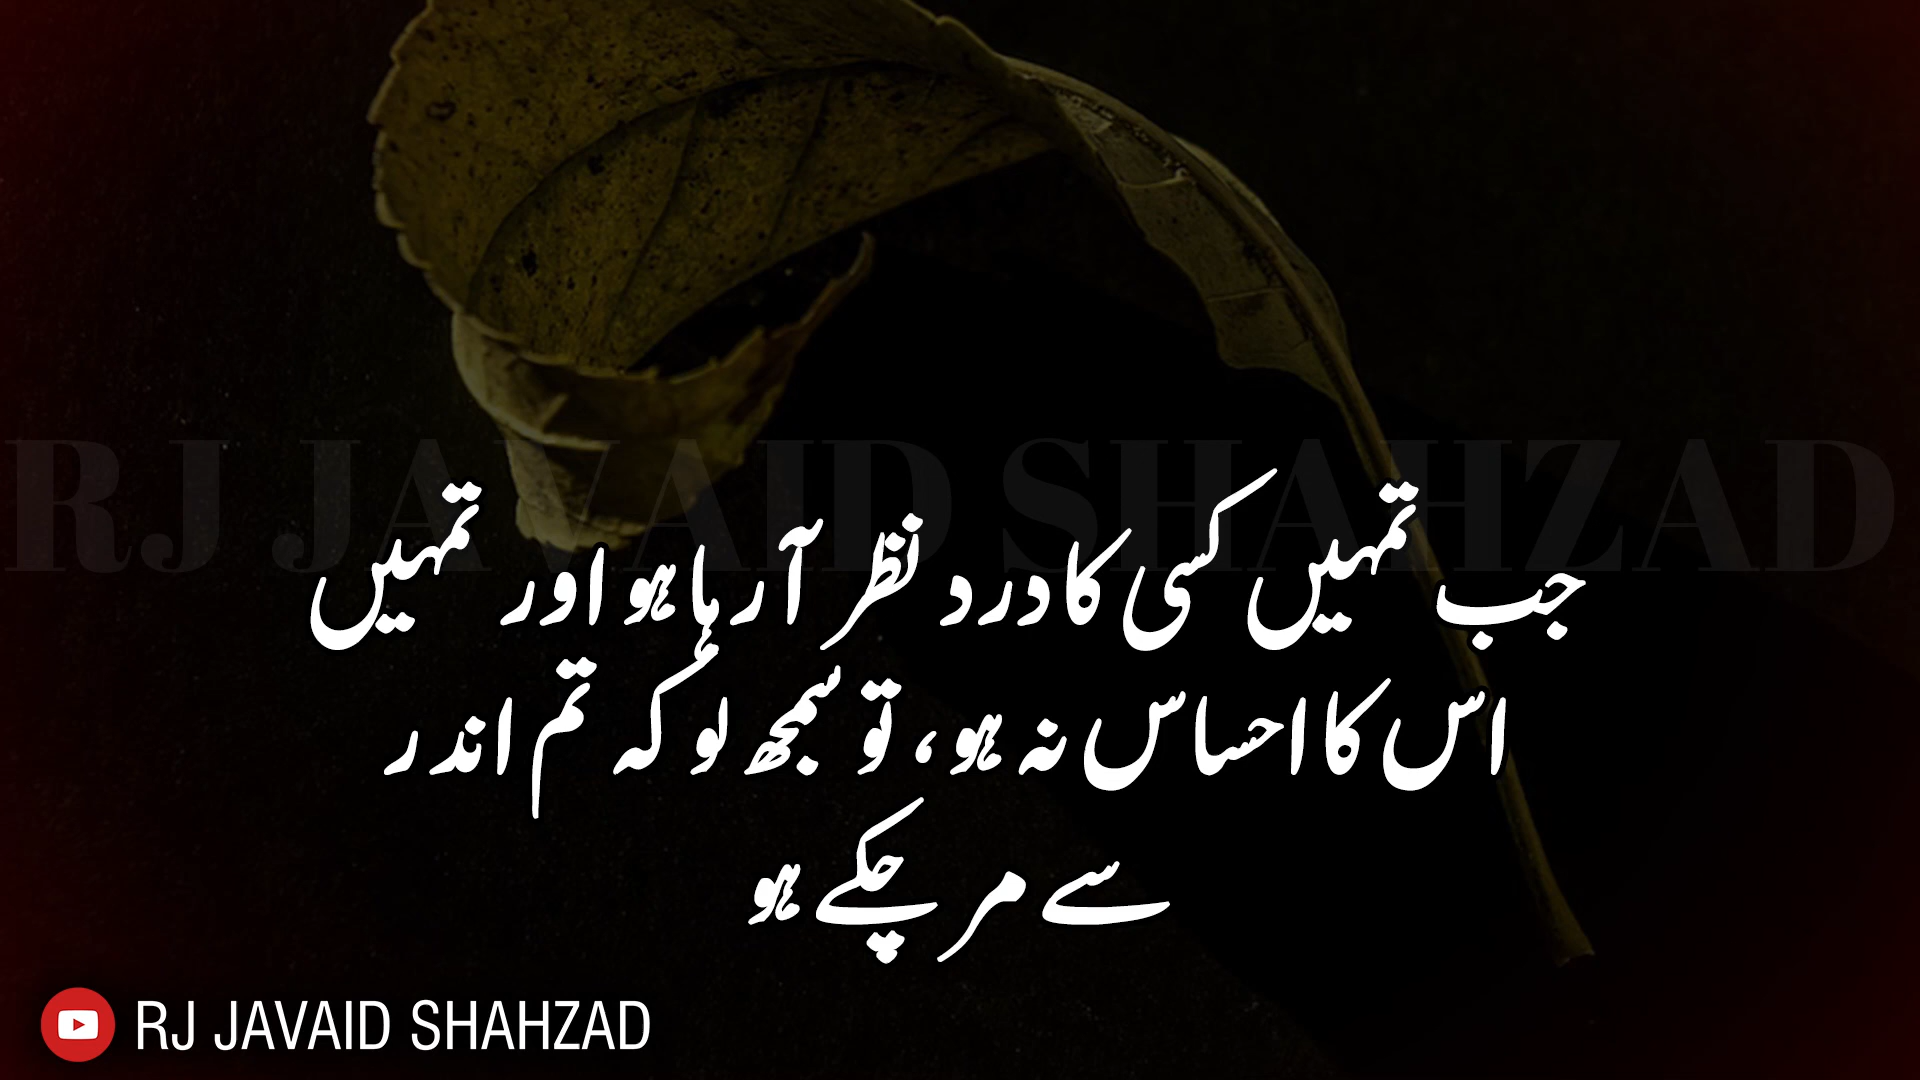 RJ JAVAID SHAHZAD
جب تمہیں کسی کا درد نظر آ رہا ہو اور تمہیں
اس کا احساس نہ ہو، تو سمجھ لو کہ تم اندر
سے مر چکے ہو
RJ JAVAID SHAHZAD